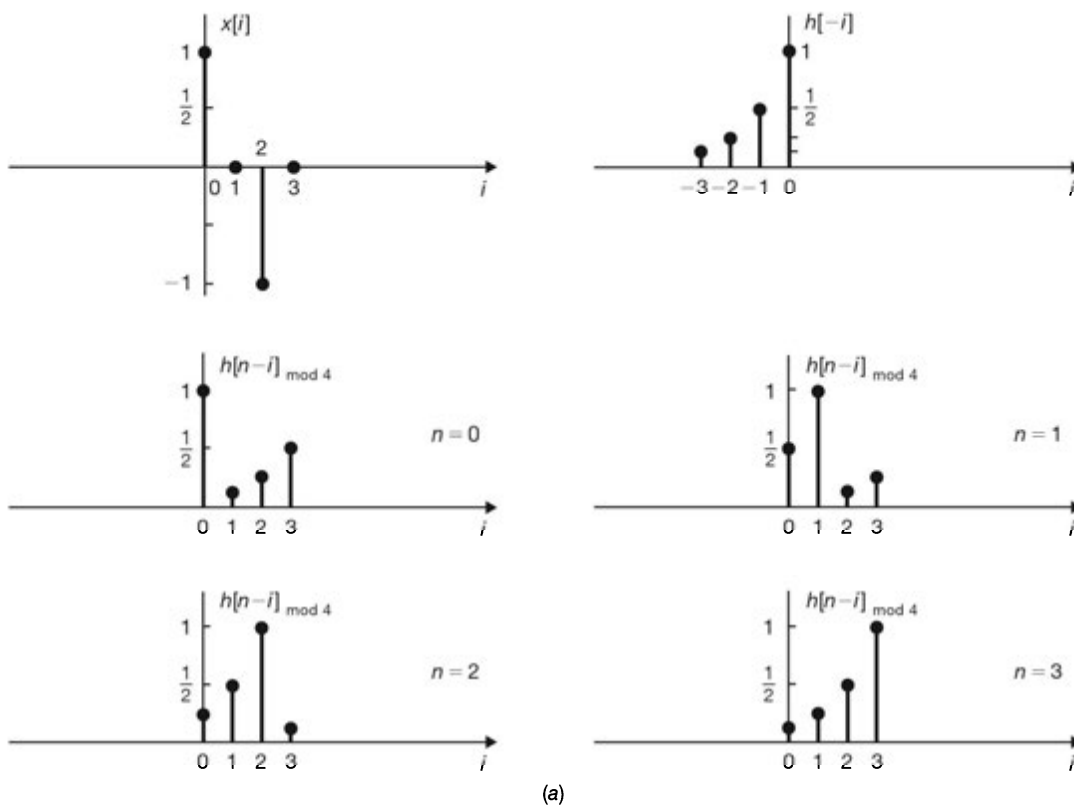 x[i]
1
1/2
2
0 1 3 i
−1
h[−i]
1
1/2
−3 −2 −1 0 i
h[n−i] mod 4
1
1/2
n=0
0 1 2 3 i
h[n−i] mod 4
1
1/2
n=1
0 1 2 3 i
h[n−i] mod 4
1
1/2
n=2
0 1 2 3 i
h[n−i] mod 4
1
1/2
n=3
0 1 2 3 i
(a)